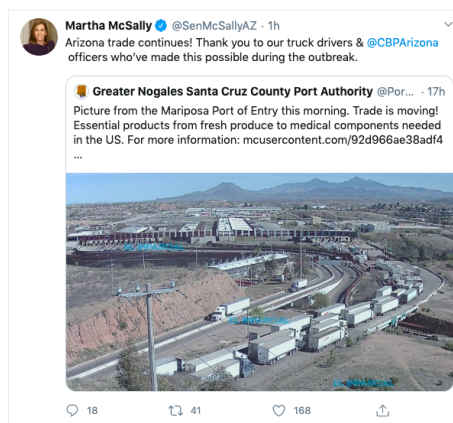 Martha McSally @SenMcSallyAZ · 1h
Arizona trade continues! Thank you to our truck drivers & @CBPArizona
officers who've made this possible during the outbreak.
Greater Nogales Santa Cruz County Port Authority @Por... · 17h
Picture from the Mariposa Port of Entry this morning. Trade is moving!
Essential products from fresh produce to medical components needed
in the US. For more information: mcusercontent.com/92d966ae38adf4
...
18 41 168